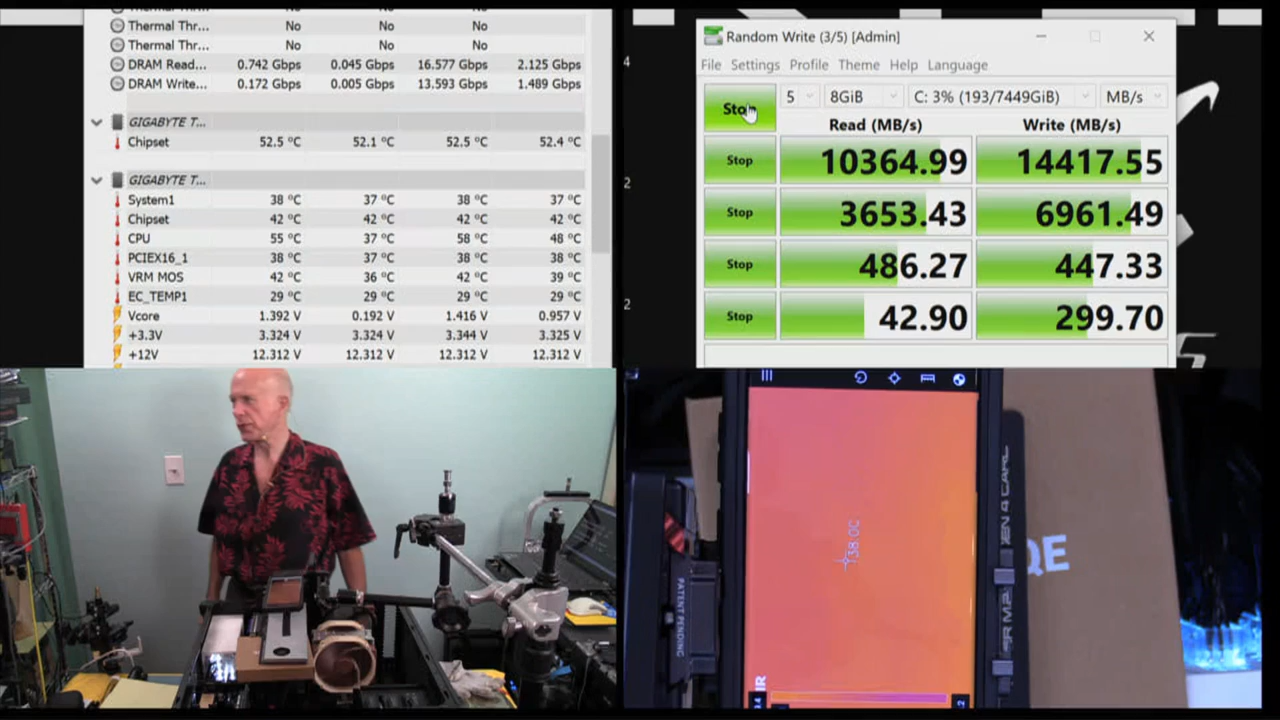 Thermal Thr... No No No
Thermal Thr... No No No
DRAM Read... 0.742 Gbps 0.045 Gbps 16.577 Gbps 2.125 Gbps
DRAM Write... 0.172 Gbps 0.005 Gbps 13.593 Gbps 1.489 Gbps
GIGABYTE T...
Chipset 52.5 °C 52.1 °C 52.5 °C 52.4 °C
GIGABYTE T...
System1 38 °C 37 °C 38 °C 37 °C
Chipset 42 °C 42 °C 42 °C 42 °C
CPU 55 °C 37 °C 58 °C 48 °C
PCIEX16_1 38 °C 37 °C 38 °C 38 °C
VRM MOS 42 °C 36 °C 42 °C 39 °C
EC_TEMP1 29 °C 29 °C 29 °C 29 °C
Vcore 1.392 V 0.192 V 1.416 V 0.957 V
+3.3V 3.324 V 3.324 V 3.344 V 3.325 V
+12V 12.312 V 12.312 V 12.312 V 12.312 V
4
2
2
Random Write (3/5) [Admin]
File Settings Profile Theme Help Language
Stop 5 8GiB C: 3% (193/7449GiB) MB/s
Read (MB/s) Write (MB/s)
Stop 10364.99 14417.55
Stop 3653.43 6961.49
Stop 486.27 447.33
Stop 42.90 299.70
38.0C
PATENT PENDING
QE